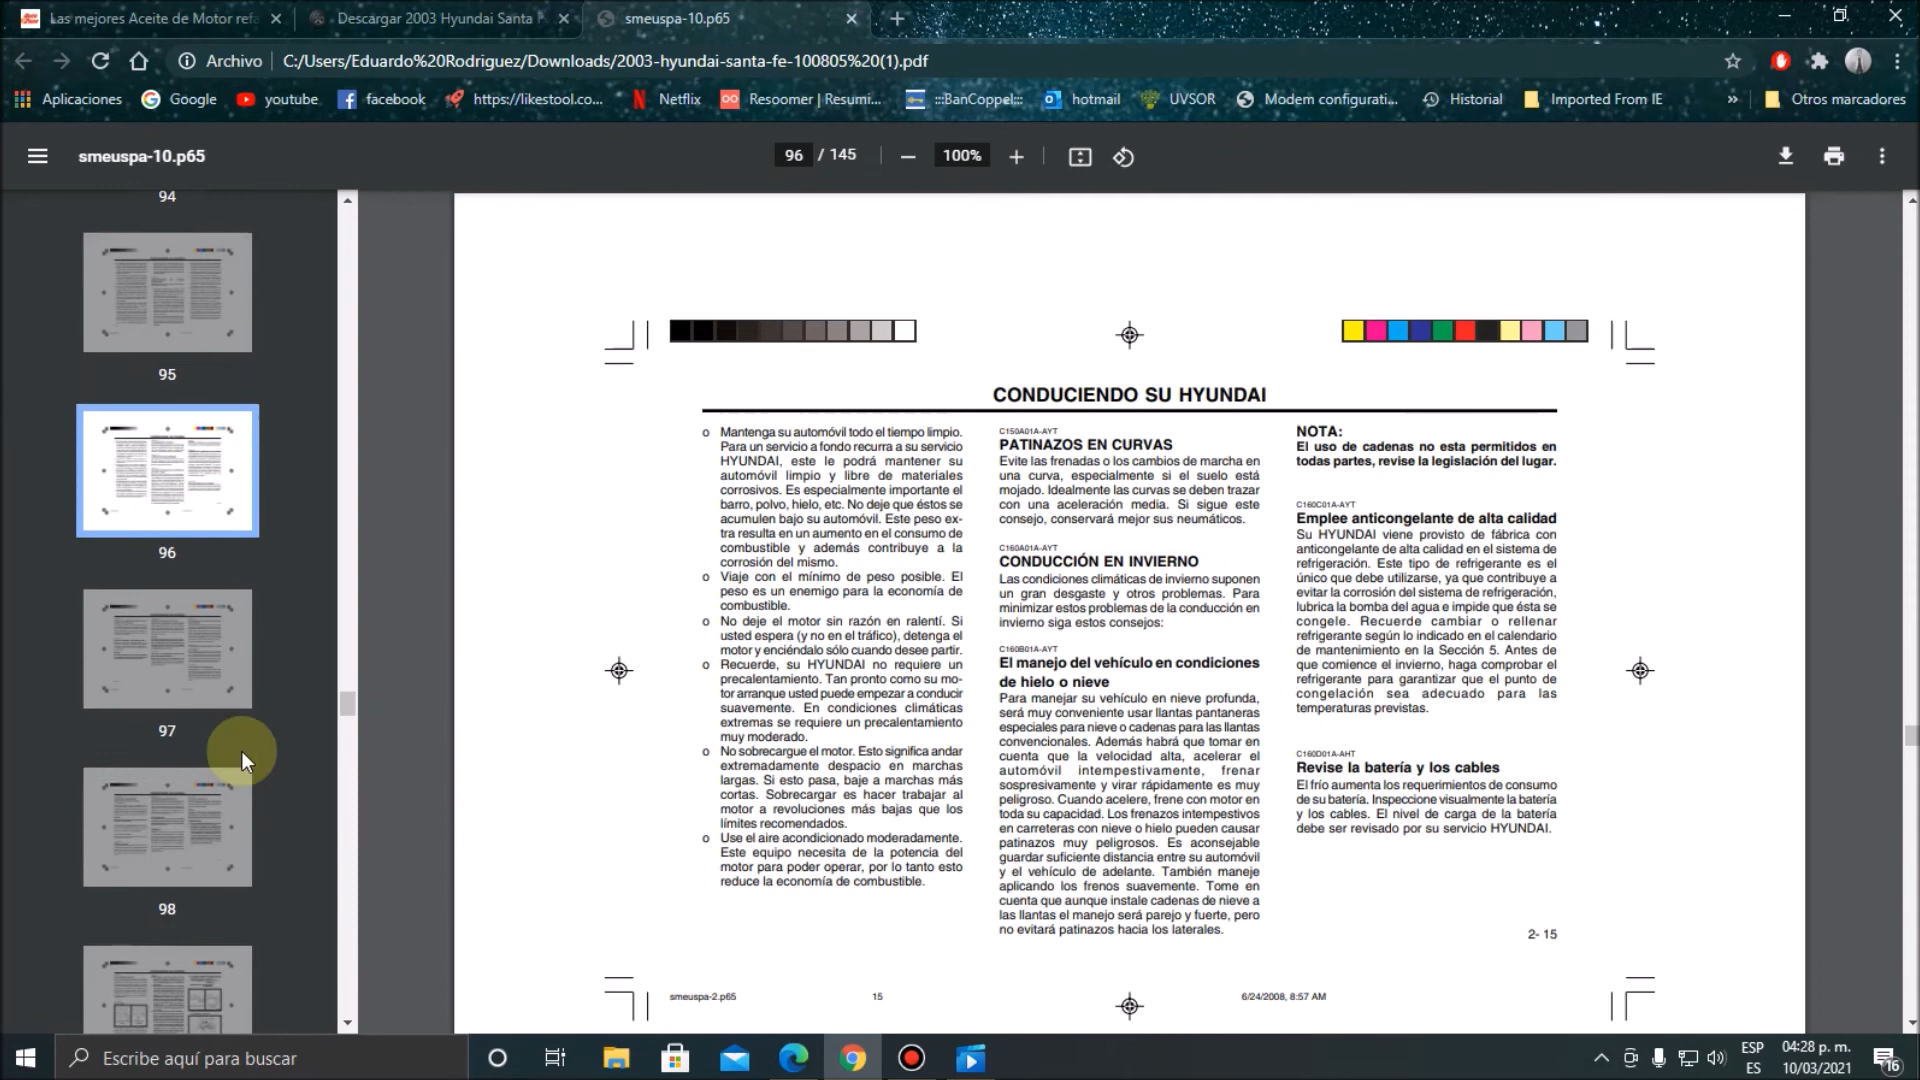 Las mejores Aceite de Motor refa
Descargar 2003 Hyundai Santa F
smeuspa-10.p65
Archivo
C:/Users/Eduardo%20Rodriguez/Downloads/2003-hyundai-santa-fe-100805%20(1).pdf
Aplicaciones
Google
youtube
facebook
https://likestool.co...
Netflix
Resoomer | Resumi...
:::BanCoppel:::
hotmail
UVSOR
Modem configurati...
Historial
Imported From IE
»
Otros marcadores
smeuspa-10.p65
96 / 145
100%
94
95
96
97
98
CONDUCIENDO SU HYUNDAI
o Mantenga su automóvil todo el tiempo limpio.
Para un servicio a fondo recurra a su servicio
HYUNDAI, este le podrá mantener su
automóvil limpio y libre de materiales
corrosivos. Es especialmente importante el
barro, polvo, hielo, etc. No deje que éstos se
acumulen bajo su automóvil. Este peso ex-
tra resulta en un aumento en el consumo de
combustible y además contribuye a la
corrosión del mismo.
o Viaje con el mínimo de peso posible. El
peso es un enemigo para la economía de
combustible.
o No deje el motor sin razón en ralentí. Si
usted espera (y no en el tráfico), detenga el
motor y enciéndalo sólo cuando desee partir.
o Recuerde, su HYUNDAI no requiere un
precalentamiento. Tan pronto como su mo-
tor arranque usted puede empezar a conducir
suavemente. En condiciones climáticas
extremas se requiere un precalentamiento
muy moderado.
o No sobrecargue el motor. Esto significa andar
extremadamente despacio en marchas
largas. Si esto pasa, baje a marchas más
cortas. Sobrecargar es hacer trabajar al
motor a revoluciones más bajas que los
límites recomendados.
o Use el aire acondicionado moderadamente.
Este equipo necesita de la potencia del
motor para poder operar, por lo tanto esto
reduce la economía de combustible.
C150A01A-AYT
PATINAZOS EN CURVAS
Evite las frenadas o los cambios de marcha en
una curva, especialmente si el suelo está
mojado. Idealmente las curvas se deben trazar
con una aceleración media. Si sigue este
consejo, conservará mejor sus neumáticos.
C160A01A-AYT
CONDUCCIÓN EN INVIERNO
Las condiciones climáticas de invierno suponen
un gran desgaste y otros problemas. Para
minimizar estos problemas de la conducción en
invierno siga estos consejos:
C160B01A-AYT
El manejo del vehículo en condiciones
de hielo o nieve
Para manejar su vehículo en nieve profunda,
será muy conveniente usar llantas pantaneras
especiales para nieve o cadenas para las llantas
convencionales. Además habrá que tomar en
cuenta que la velocidad alta, acelerar el
automóvil intempestivamente, frenar
sospresivamente y virar rápidamente es muy
peligroso. Cuando acelere, frene con motor en
toda su capacidad. Los frenazos intempestivos
en carreteras con nieve o hielo pueden causar
patinazos muy peligrosos. Es aconsejable
guardar suficiente distancia entre su automóvil
y el vehículo de adelante. También maneje
aplicando los frenos suavemente. Tome en
cuenta que aunque instale cadenas de nieve a
las llantas el manejo será parejo y fuerte, pero
no evitará patinazos hacia los laterales.
NOTA:
El uso de cadenas no esta permitidos en
todas partes, revise la legislación del lugar.
C160C01A-AYT
Emplee anticongelante de alta calidad
Su HYUNDAI viene provisto de fábrica con
anticongelante de alta calidad en el sistema de
refrigeración. Este tipo de refrigerante es el
único que debe utilizarse, ya que contribuye a
evitar la corrosión del sistema de refrigeración,
lubrica la bomba del agua e impide que ésta se
congele. Recuerde cambiar o rellenar
refrigerante según lo indicado en el calendario
de mantenimiento en la Sección 5. Antes de
que comience el invierno, haga comprobar el
refrigerante para garantizar que el punto de
congelación sea adecuado para las
temperaturas previstas.
C160D01A-AHT
Revise la batería y los cables
El frío aumenta los requerimientos de consumo
de su batería. Inspeccione visualmente la batería
y los cables. El nivel de carga de la batería
debe ser revisado por su servicio HYUNDAI.
2- 15
smeuspa-2.p65
15
6/24/2008, 8:57 AM
Escribe aquí para buscar
ESP
ES
04:28 p. m.
10/03/2021
16